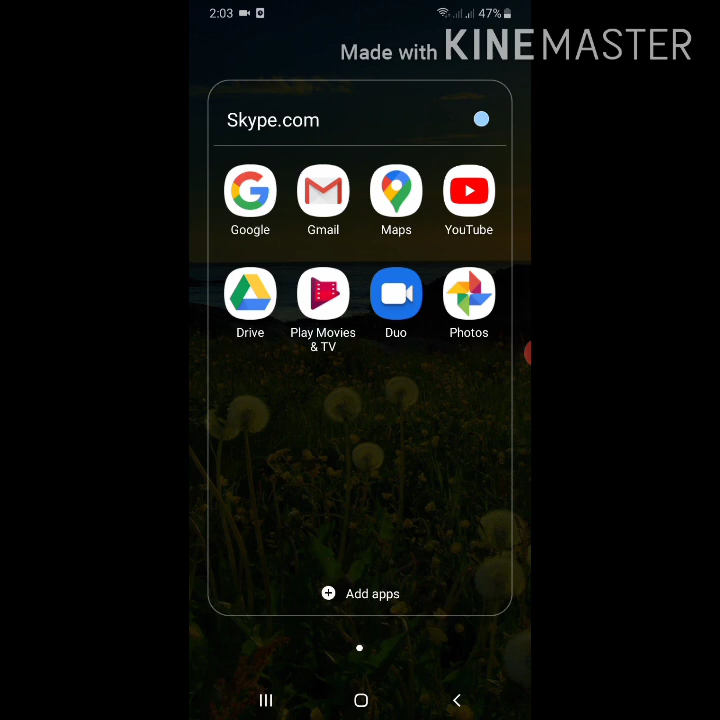 2:03 47%
Made with KINEMASTER
Skype.com
Google Gmail Maps YouTube
Drive Play Movies & TV Duo Photos
Add apps